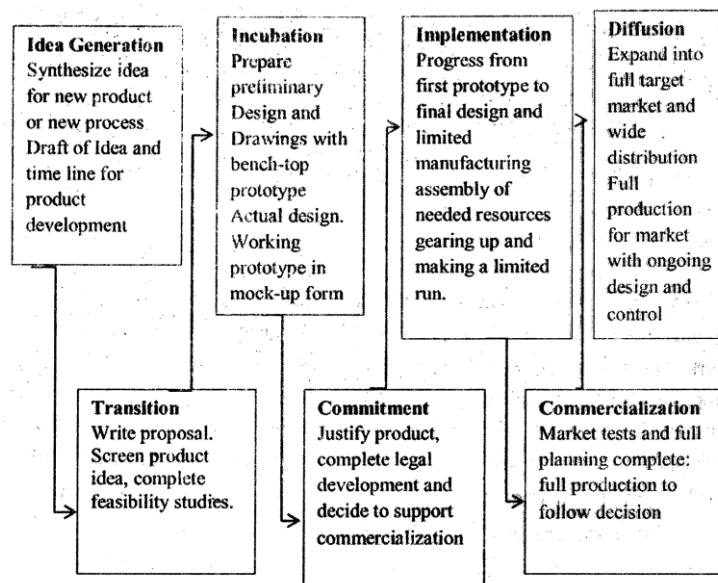 Idea Generation
Synthesize idea
for new product
or new process
Draft of Idea and
time line for
product
development
Transition
Write proposal.
Screen product
idea, complete
feasibility studies.
Incubation
Prepare
preliminary
Design and
Drawings with
bench-top
prototype
Actual design.
Working
prototype in
mock-up form
Commitment
Justify product,
complete legal
development and
decide to support
commercialization
Implementation
Progress from
first prototype to
final design and
limited
manufacturing
assembly of
needed resources
gearing up and
making a limited
run.
Commercialization
Market tests and full
planning complete:
full production to
follow decision
Diffusion
Expand into
full target
market and
wide
distribution
Full
production
for market
with ongoing
design and
control